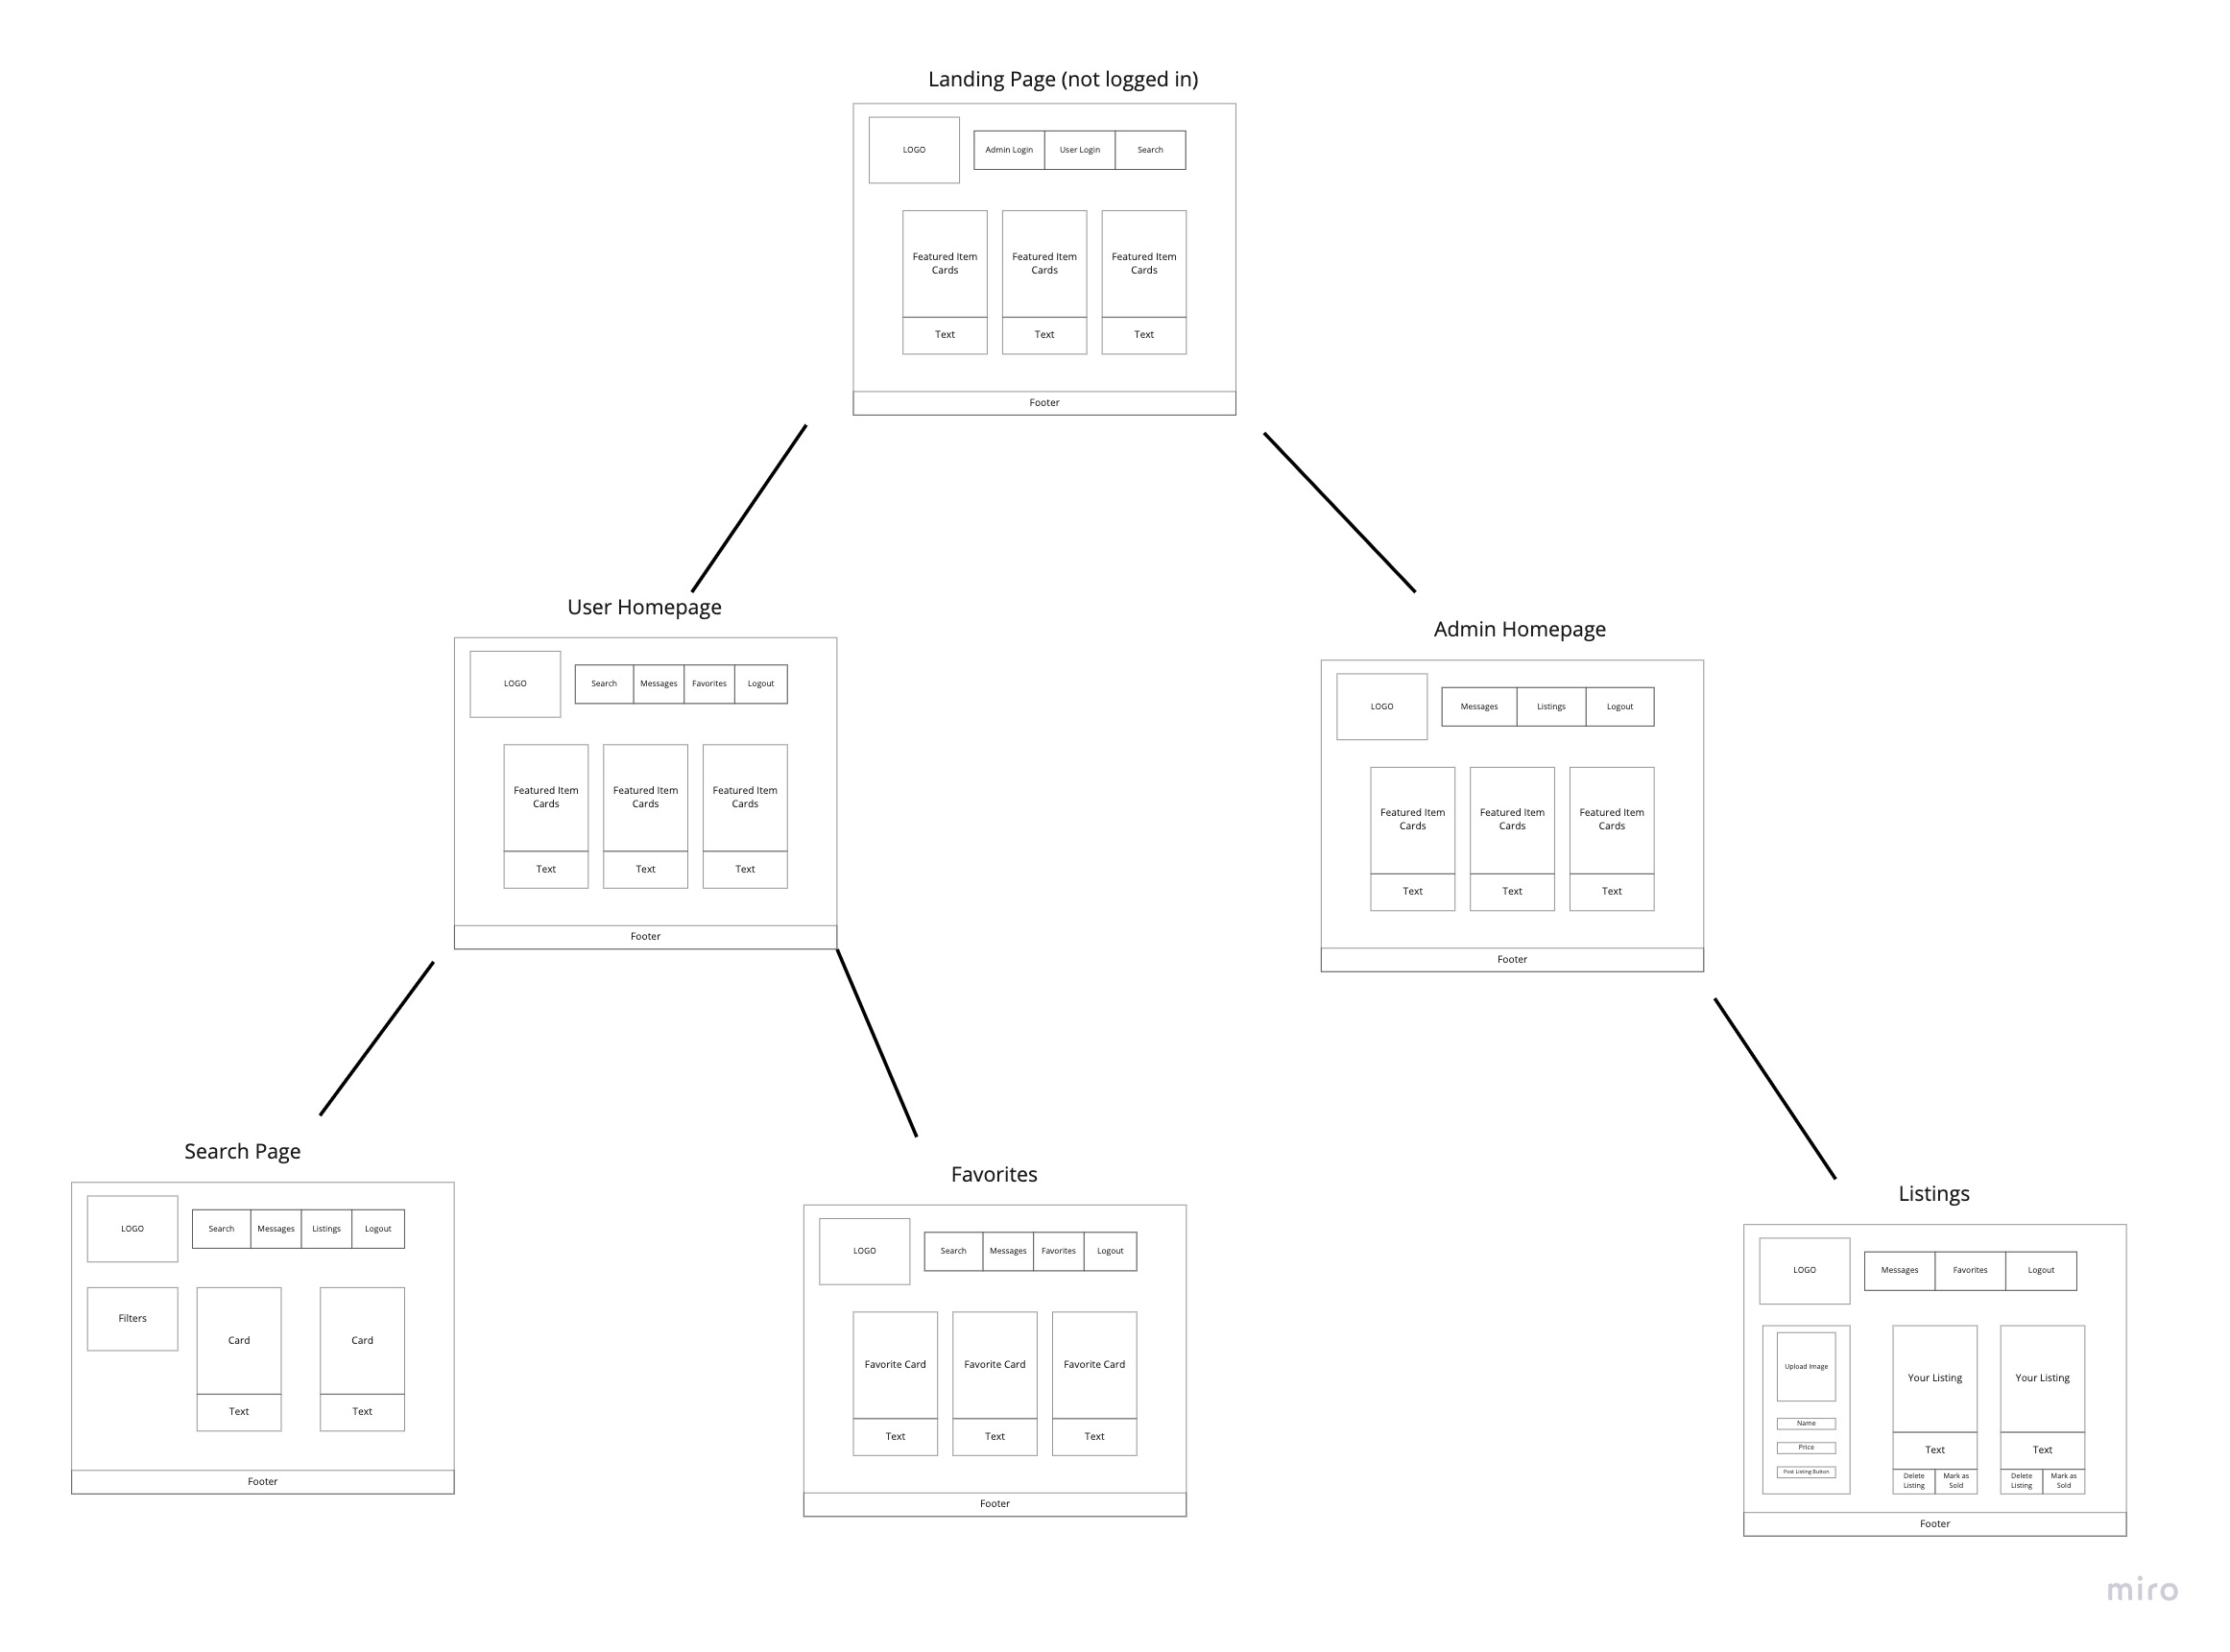 Landing Page (not logged in)
LOGO
Admin Login
User Login
Search
Featured Item
Cards
Featured Item
Cards
Featured Item
Cards
Text
Text
Text
Footer
User Homepage
LOGO
Search
Messages
Favorites
Logout
Featured Item
Cards
Featured Item
Cards
Featured Item
Cards
Text
Text
Text
Footer
Admin Homepage
LOGO
Messages
Listings
Logout
Featured Item
Cards
Featured Item
Cards
Featured Item
Cards
Text
Text
Text
Footer
Search Page
LOGO
Search
Messages
Listings
Logout
Filters
Card
Card
Text
Text
Footer
Favorites
LOGO
Search
Messages
Favorites
Logout
Favorite Card
Favorite Card
Favorite Card
Text
Text
Text
Footer
Listings
LOGO
Messages
Favorites
Logout
Upload Image
Name
Price
Post Listing Button
Your Listing
Your Listing
Text
Text
Delete
Listing
Mark as
Sold
Delete
Listing
Mark as
Sold
Footer
miro